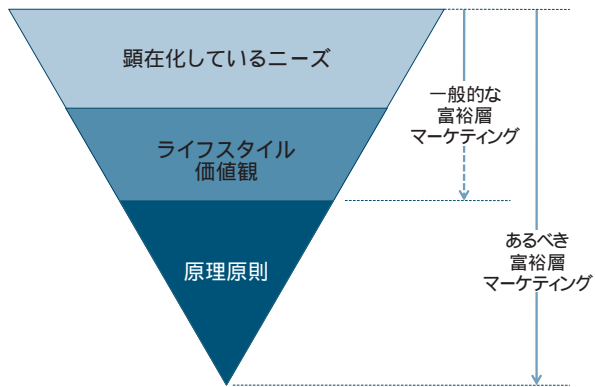 顕在化しているニーズ
ライフスタイル
価値観
原理原則
一般的な
富裕層
マーケティング
あるべき
富裕層
マーケティング